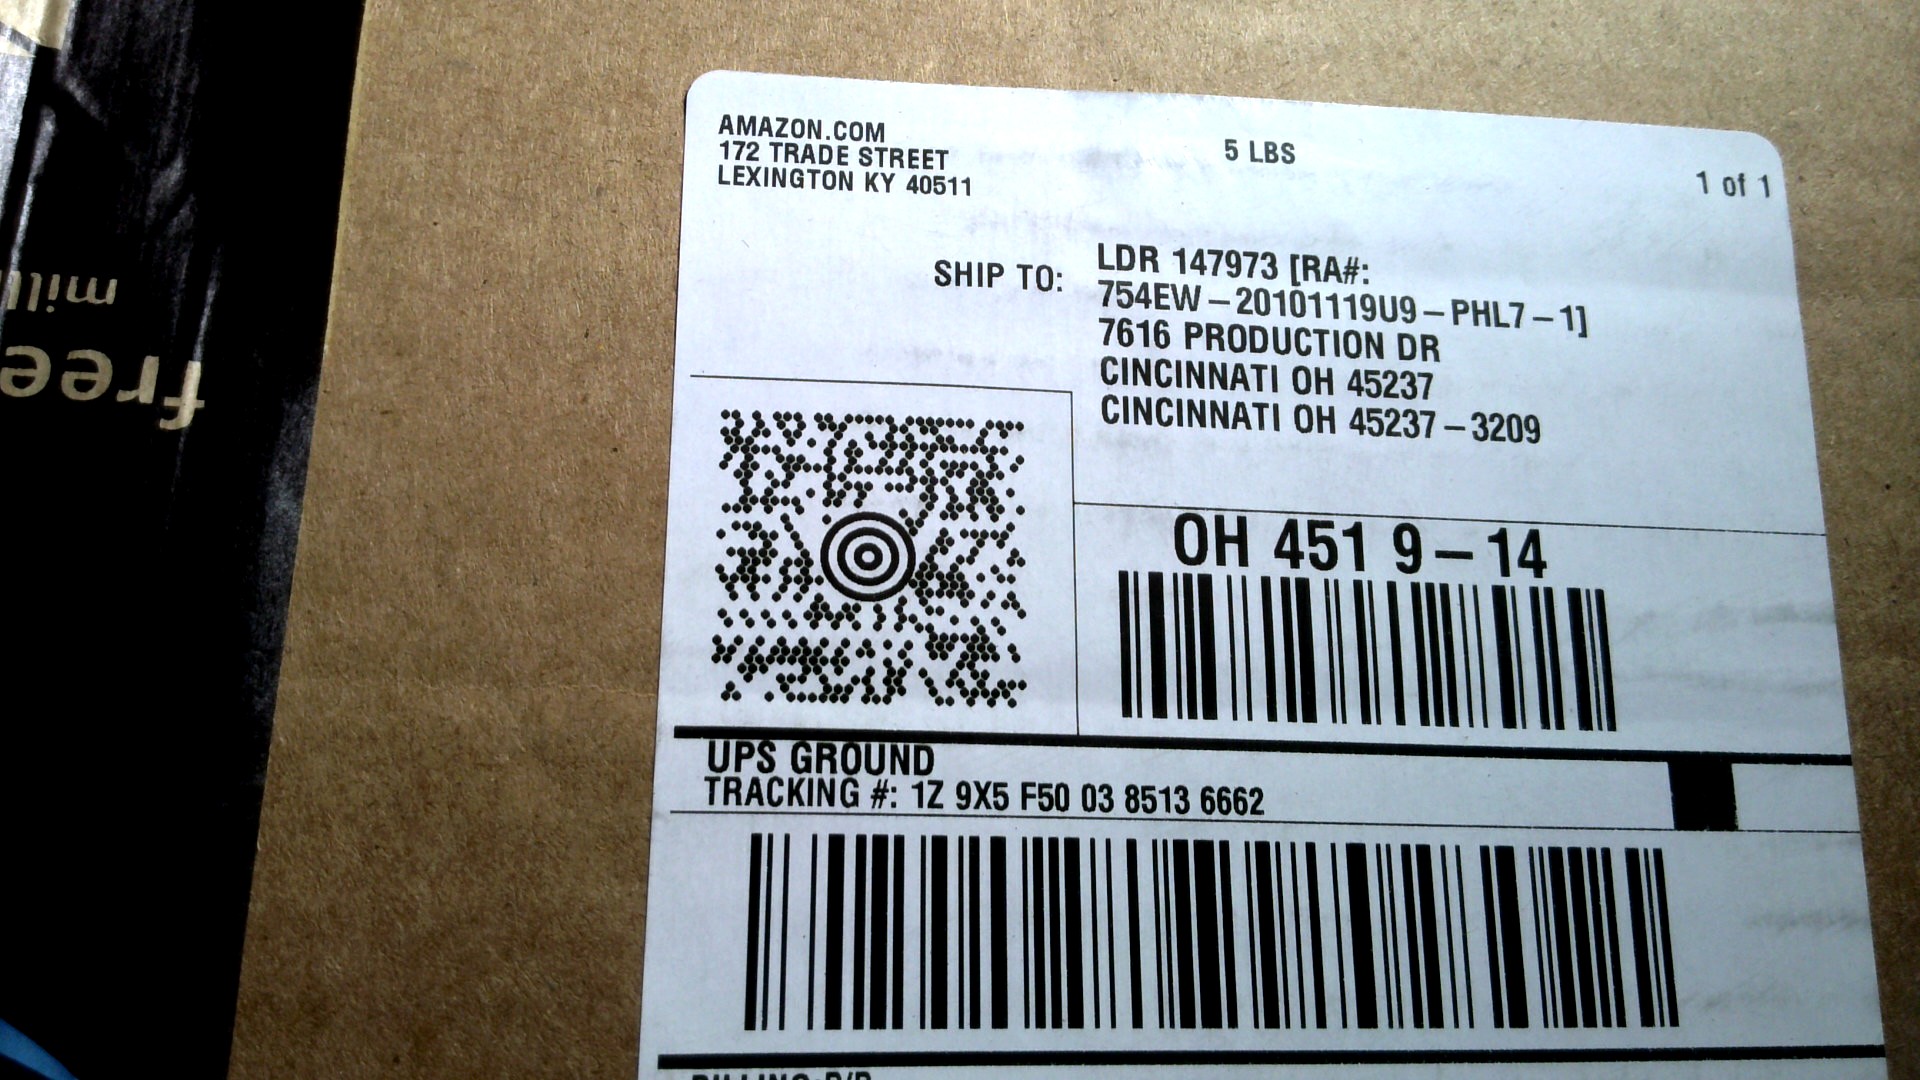 AMAZON.COM
172 TRADE STREET
LEXINGTON KY 40511
5 LBS
1 of 1
SHIP TO:
LDR 147973 [RA#:
754EW-20101119U9-PHL7-1]
7616 PRODUCTION DR
CINCINNATI OH 45237
CINCINNATI OH 45237-3209
OH 451 9-14
UPS GROUND
TRACKING #: 1Z 9X5 F50 03 8513 6662
free